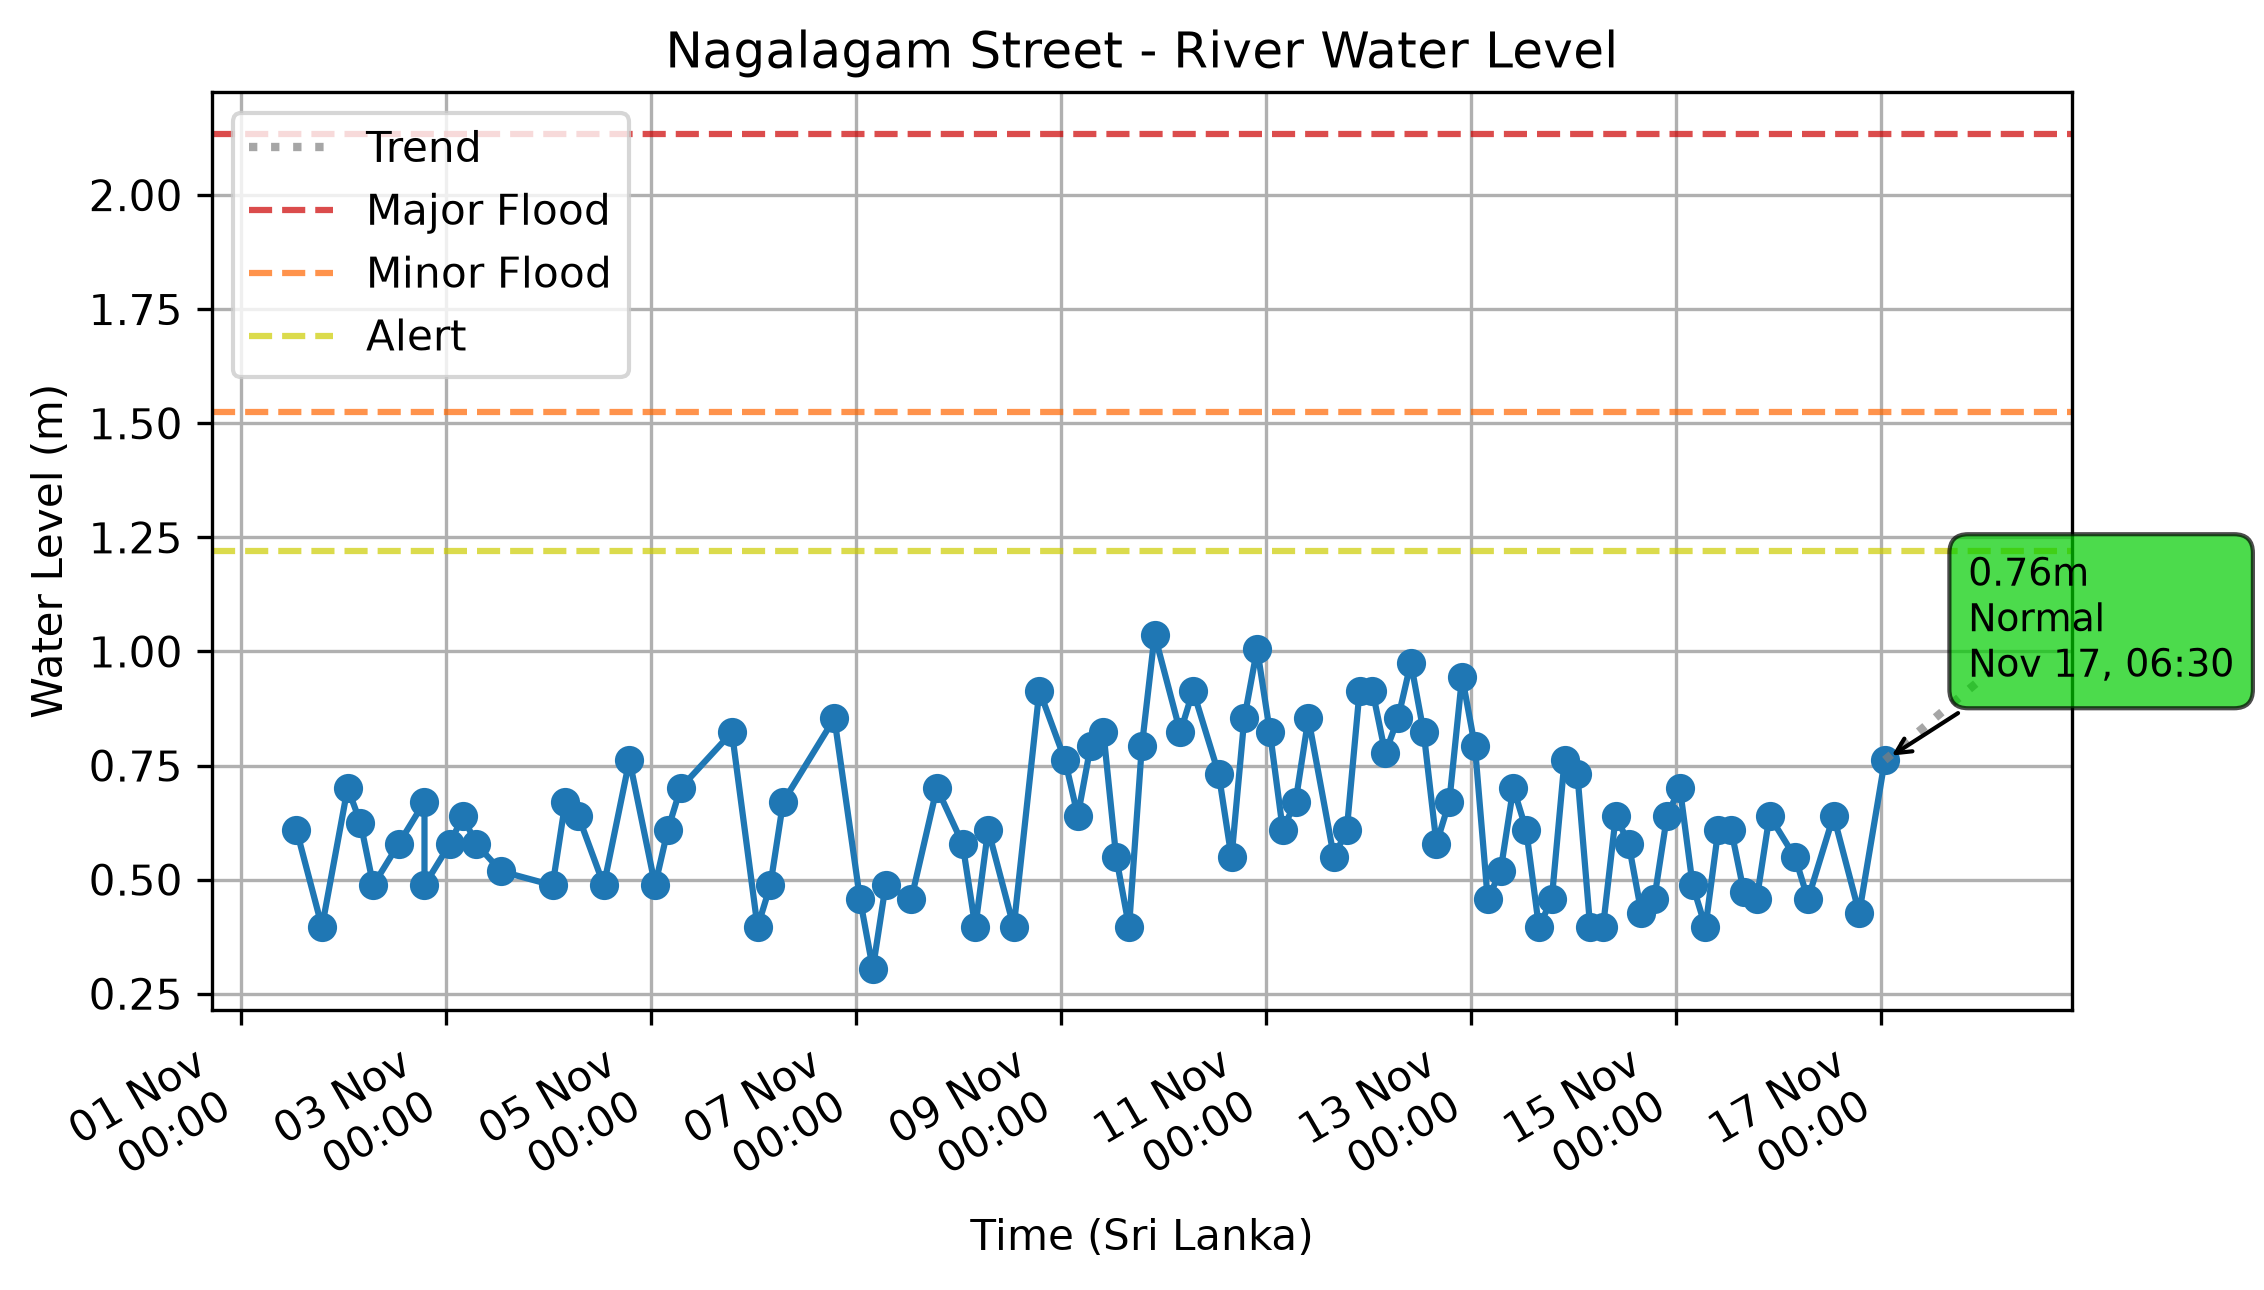 Nagalagam Street - River Water Level
Trend
Major Flood
Minor Flood
Alert
Water Level (m)
2.00
1.75
1.50
1.25
1.00
0.75
0.50
0.25
0.76m
Normal
Nov 17, 06:30
01 Nov
00:00
03 Nov
00:00
05 Nov
00:00
07 Nov
00:00
09 Nov
00:00
11 Nov
00:00
13 Nov
00:00
15 Nov
00:00
17 Nov
00:00
Time (Sri Lanka)